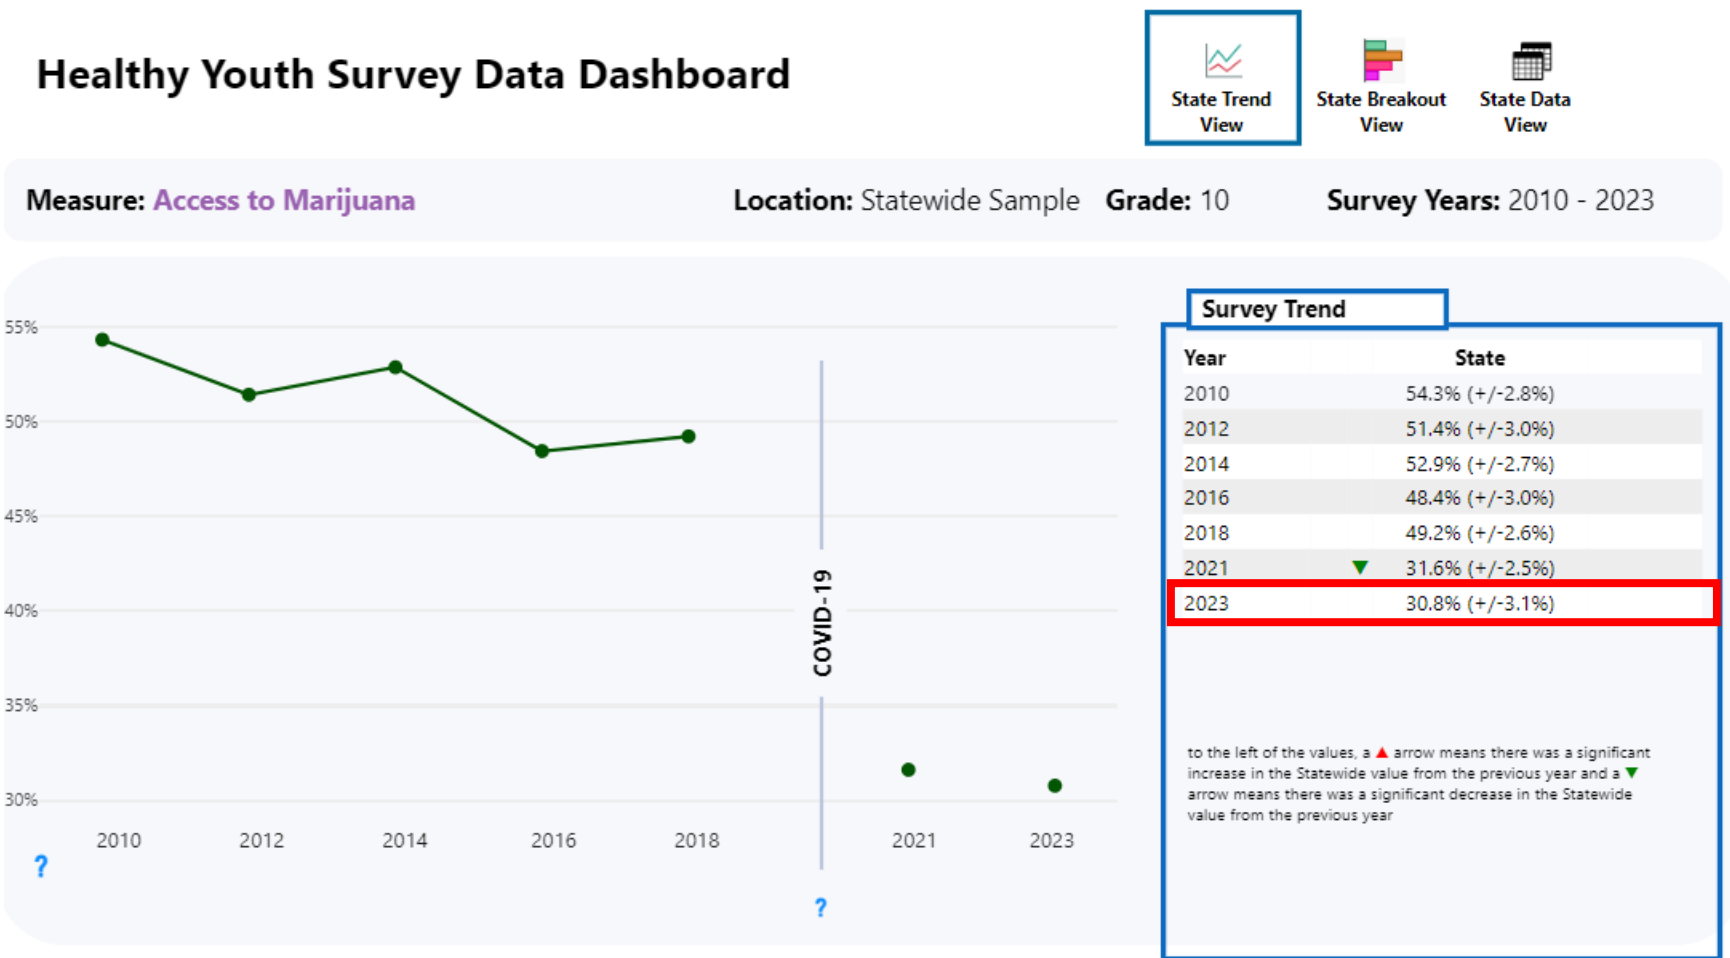 Healthy Youth Survey Data Dashboard
State Trend
View
State Breakout
View
State Data
View
Measure: Access to Marijuana
Location: Statewide Sample
Grade: 10
Survey Years: 2010 - 2023
55%
50%
45%
40%
35%
30%
2010
2012
2014
2016
2018
2021
2023
COVID-19
?
?
Survey Trend
Year State
2010 54.3% (+/-2.8%)
2012 51.4% (+/-3.0%)
2014 52.9% (+/-2.7%)
2016 48.4% (+/-3.0%)
2018 49.2% (+/-2.6%)
2021 ▼ 31.6% (+/-2.5%)
2023 30.8% (+/-3.1%)
to the left of the values, a ▲ arrow means there was a significant
increase in the Statewide value from the previous year and a ▼
arrow means there was a significant decrease in the Statewide
value from the previous year